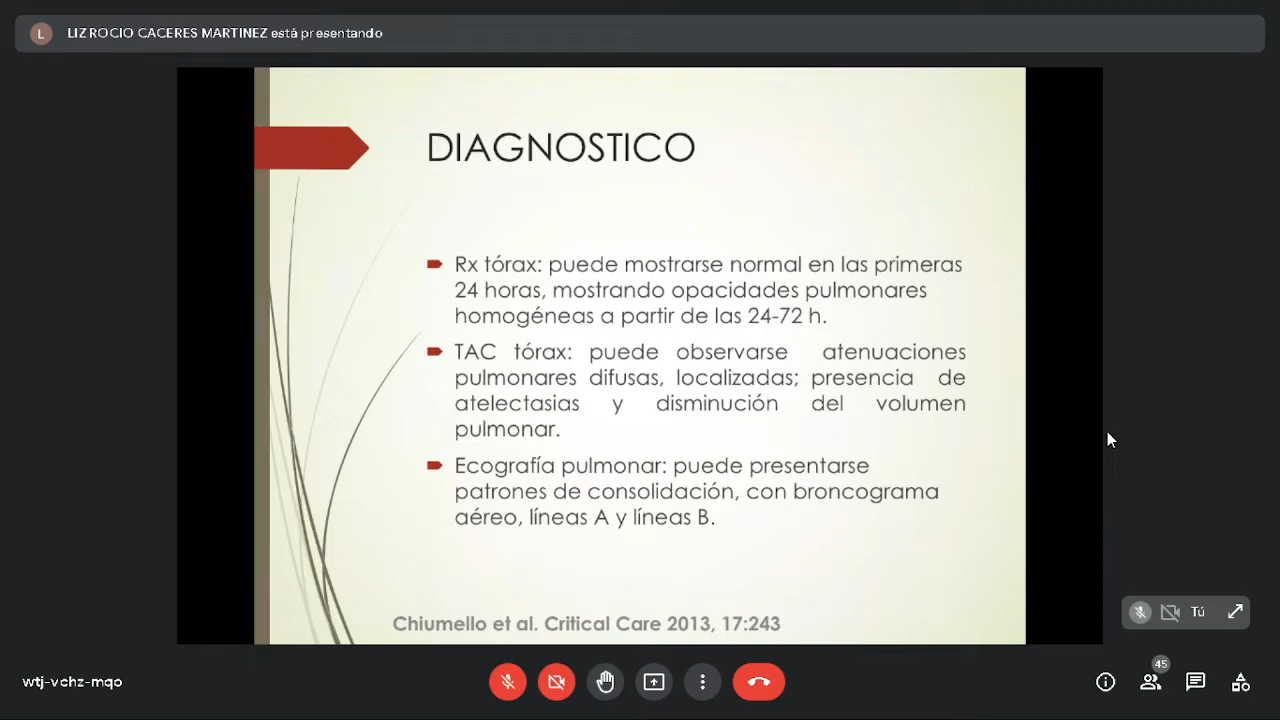 L
LIZ ROCIO CACERES MARTINEZ está presentando
DIAGNOSTICO
Rx tórax: puede mostrarse normal en las primeras
24 horas, mostrando opacidades pulmonares
homogéneas a partir de las 24-72 h.
TAC tórax: puede observarse atenuaciones
pulmonares difusas, localizadas; presencia de
atelectasias y disminución del volumen
pulmonar.
Ecografía pulmonar: puede presentarse
patrones de consolidación, con broncograma
aéreo, líneas A y líneas B.
Chiumello et al. Critical Care 2013, 17:243
Tú
wtj-vchz-mqo
45